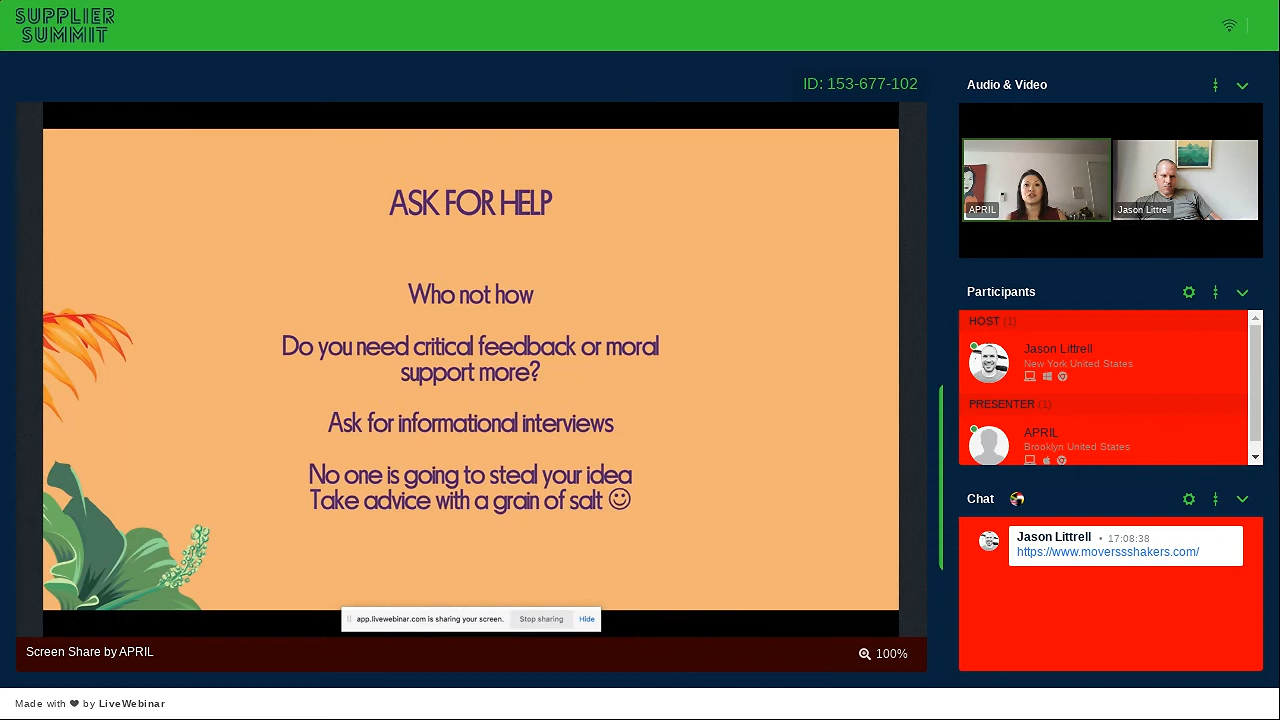 SUPPLIER
SUMMIT
ID: 153-677-102
ASK FOR HELP
Who not how
Do you need critical feedback or moral
support more?
Ask for informational interviews
No one is going to steal your idea
Take advice with a grain of salt ☺
app.livewebinar.com is sharing your screen. Stop sharing Hide
Screen Share by APRIL
100%
Audio & Video
APRIL
Jason Littrell
Participants
HOST (1)
Jason Littrell
New York United States
PRESENTER (1)
APRIL
Brooklyn United States
Chat
Jason Littrell • 17:08:38
https://www.moversshakers.com/
Made with ❤ by LiveWebinar